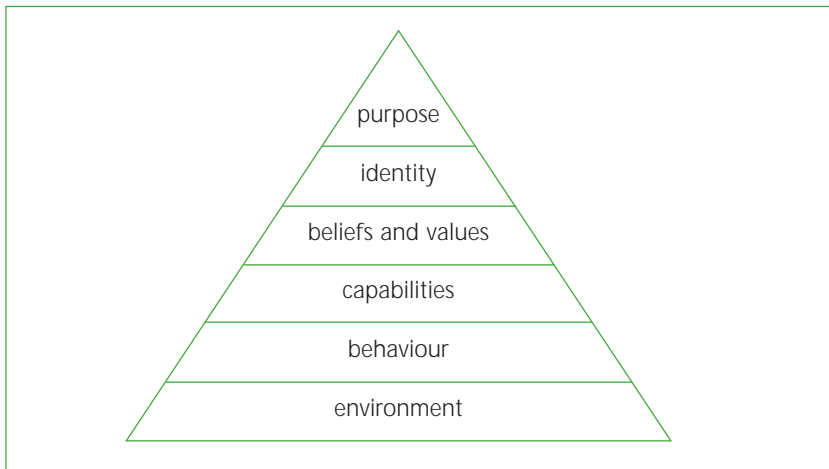 purpose
identity
beliefs and values
capabilities
behaviour
environment